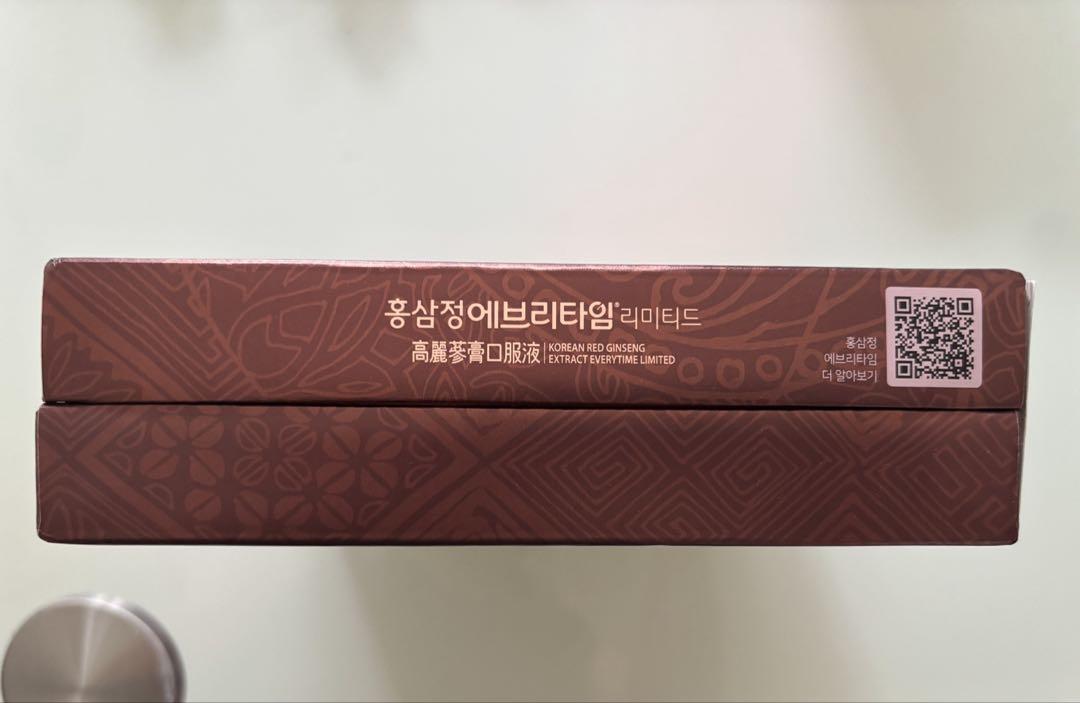 홍삼정에브리타임® 리미티드
高麗蔘膏口服液
KOREAN RED GINSENG
EXTRACT EVERYTIME LIMITED
홍삼정
에브리타임
더 알아보기